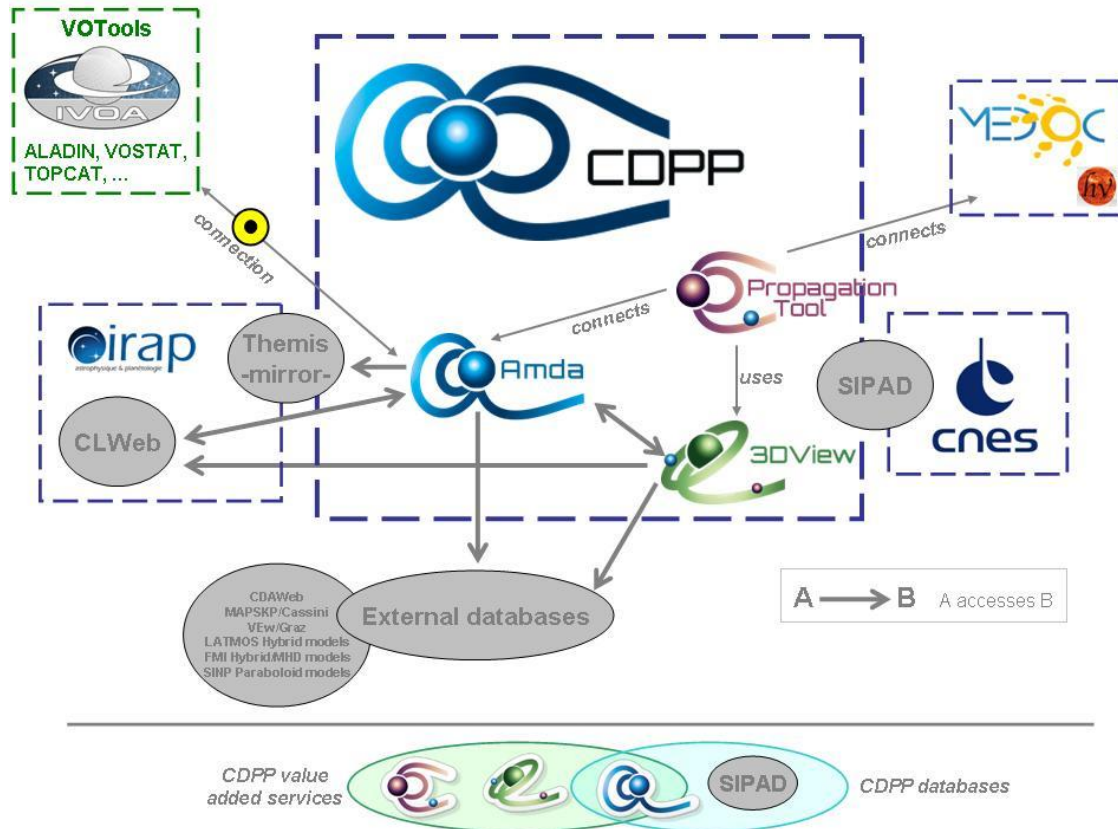 VOTools
IVOA
ALADIN, VOSTAT,
TOPCAT, ...
CDPP
MEDOC
hν
connection
connects
Propagation
Tool
connects
irap
astrophysique & planétologie
Themis
-mirror-
Amda
uses
SIPAD
cnes
CLWeb
3DView
CDAWeb
MAPSKP/Cassini
VEw/Graz
LATMOS Hybrid models
FMI Hybrid/MHD models
SINP Paraboloid models
External databases
A B A accesses B
CDPP value
added services
SIPAD
CDPP databases